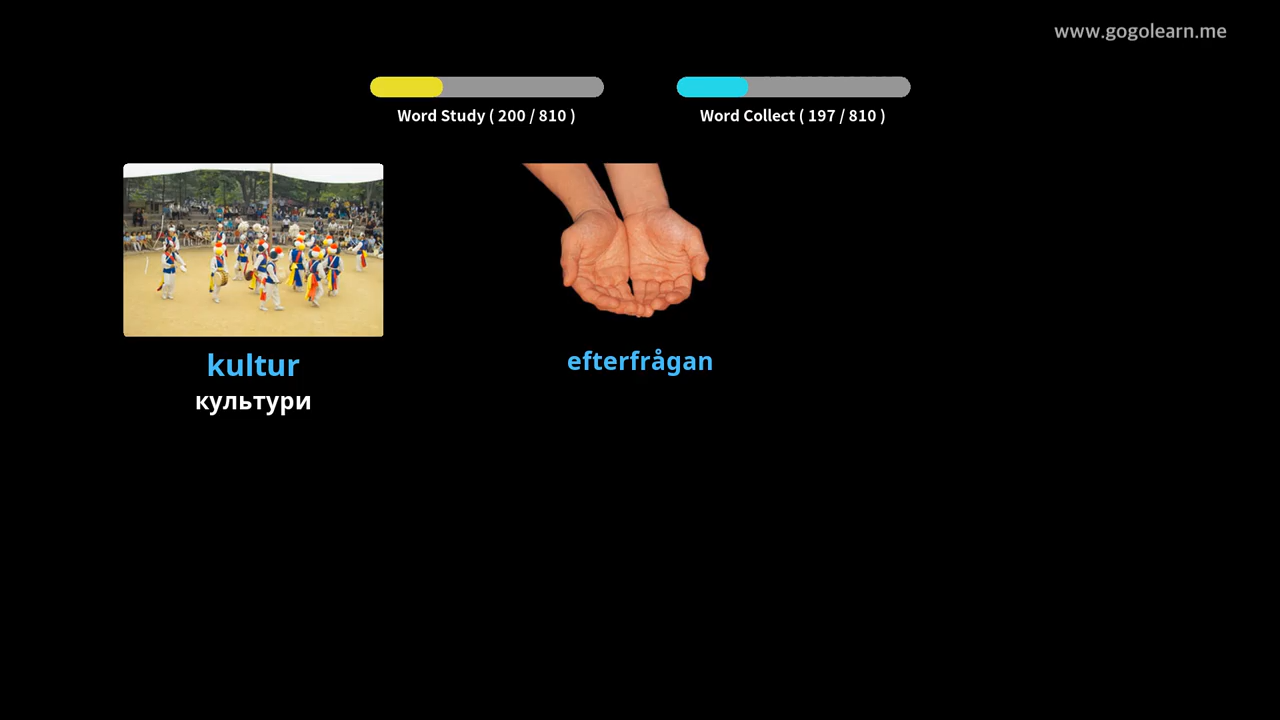 www.gogolearn.me
Word Study ( 200 / 810 )
Word Collect ( 197 / 810 )
kultur
культури
efterfrågan